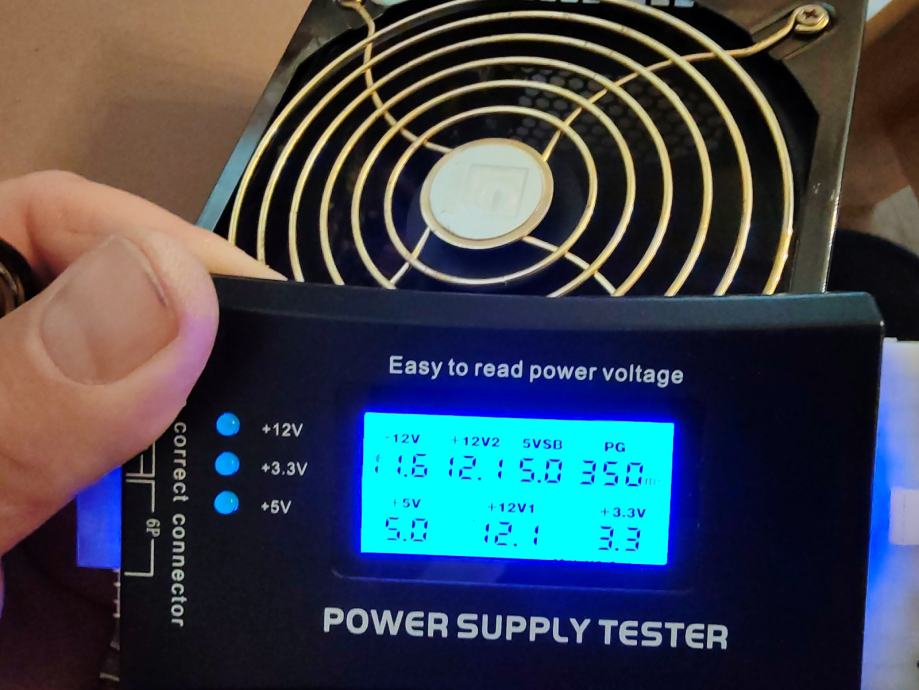 Easy to read power voltage
+12V
+3.3V
+5V
-12V +12V2 5VSB PG
11.6 12.1 5.0 350ms
+5V +12V1 +3.3V
5.0 12.1 3.3
POWER SUPPLY TESTER
correct connector
6P